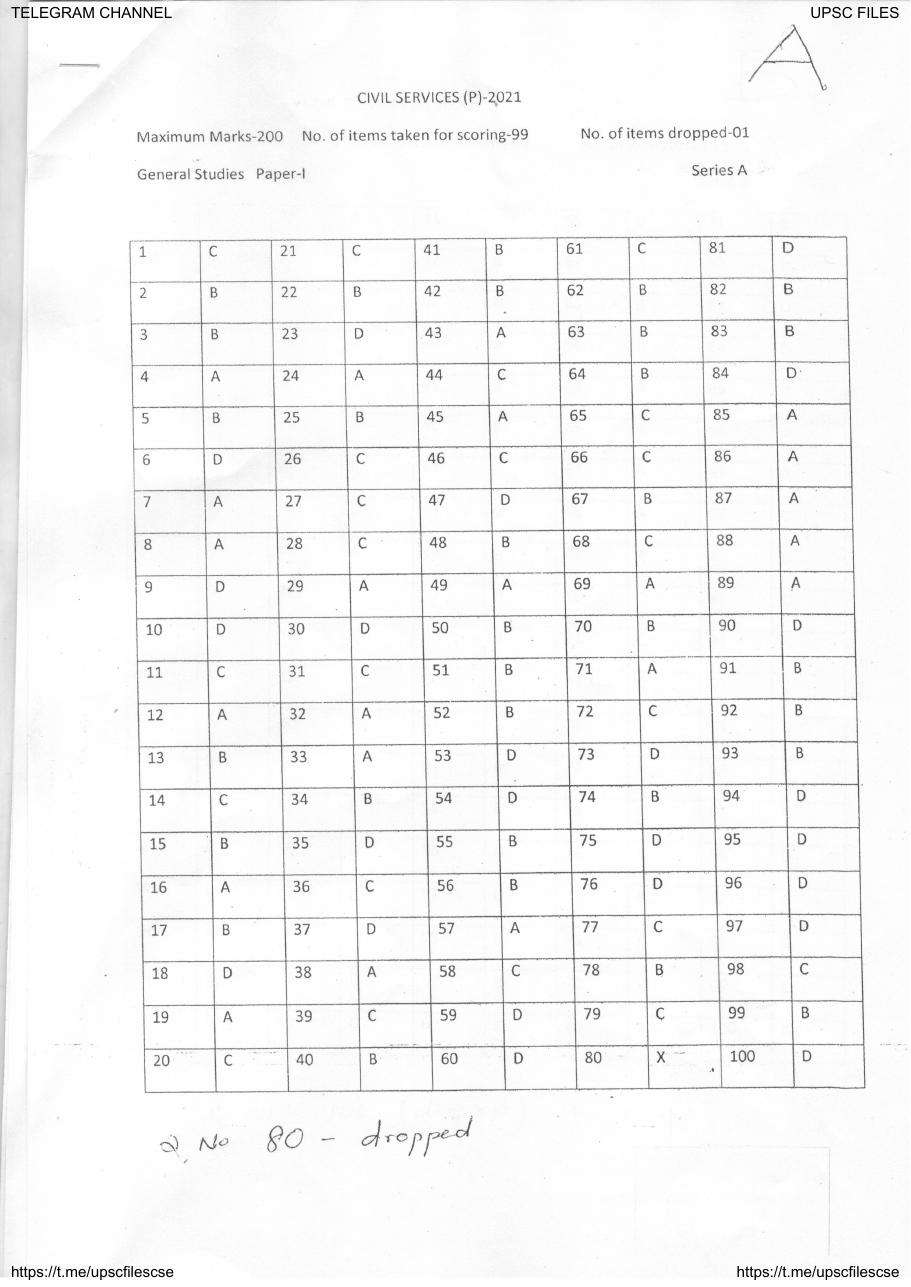 TELEGRAM CHANNEL UPSC FILES
A
CIVIL SERVICES (P)-2021
Maximum Marks-200 No. of items taken for scoring-99 No. of items dropped-01
General Studies Paper-I Series A
1 C 21 C 41 B 61 C 81 D
2 B 22 B 42 B 62 B 82 B
3 B 23 D 43 A 63 B 83 B
4 A 24 A 44 C 64 B 84 D
5 B 25 B 45 A 65 C 85 A
6 D 26 C 46 C 66 C 86 A
7 A 27 C 47 D 67 B 87 A
8 A 28 C 48 B 68 C 88 A
9 D 29 A 49 A 69 A 89 A
10 D 30 D 50 B 70 B 90 D
11 C 31 C 51 B 71 A 91 B
12 A 32 A 52 B 72 C 92 B
13 B 33 A 53 D 73 D 93 B
14 C 34 B 54 D 74 B 94 D
15 B 35 D 55 B 75 D 95 D
16 A 36 C 56 B 76 D 96 D
17 B 37 D 57 A 77 C 97 D
18 D 38 A 58 C 78 B 98 C
19 A 39 C 59 D 79 C 99 B
20 C 40 B 60 D 80 X 100 D
Q. No 80 - dropped
https://t.me/upscfilescse https://t.me/upscfilescse